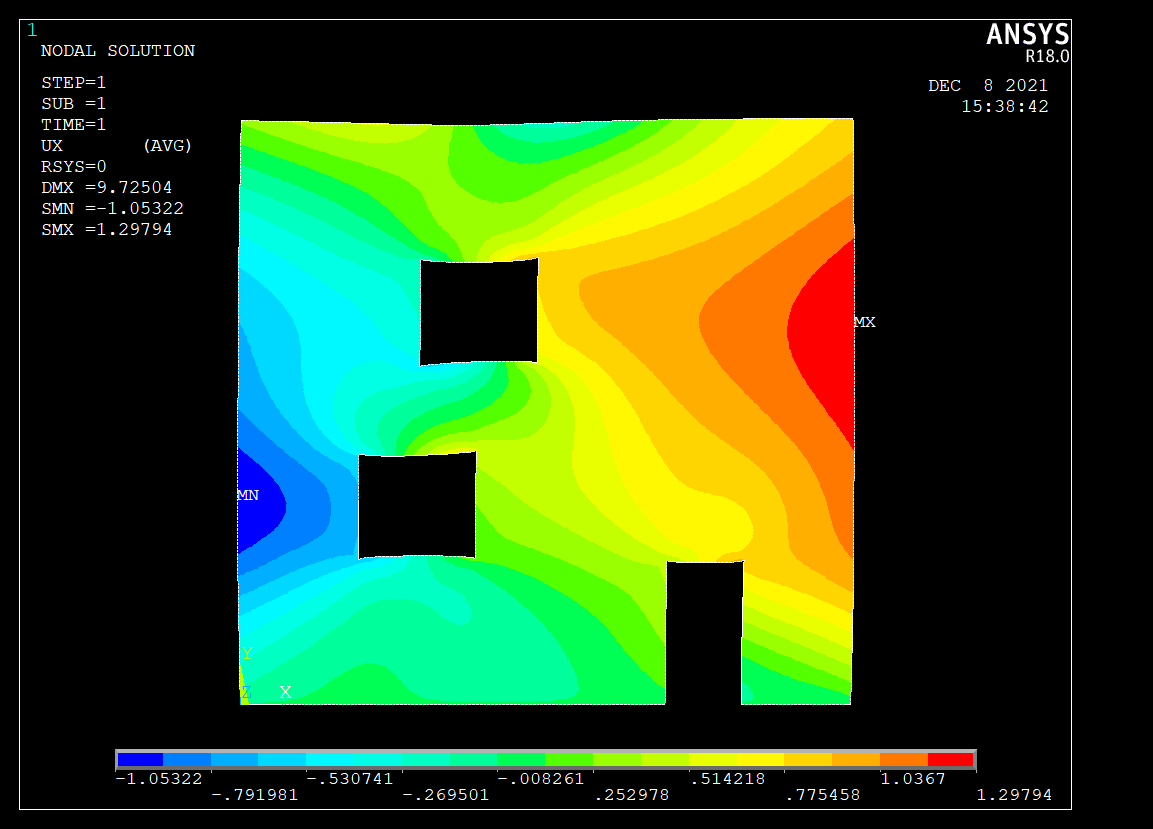 1
ANSYS
R18.0
NODAL SOLUTION
STEP=1
SUB =1
TIME=1
UX (AVG)
RSYS=0
DMX =9.72504
SMN =-1.05322
SMX =1.29794
DEC 8 2021
15:38:42
MX
MN
Y
Z X
-1.05322 -.530741 -.008261 .514218 1.0367
-.791981 -.269501 .252978 .775458 1.29794